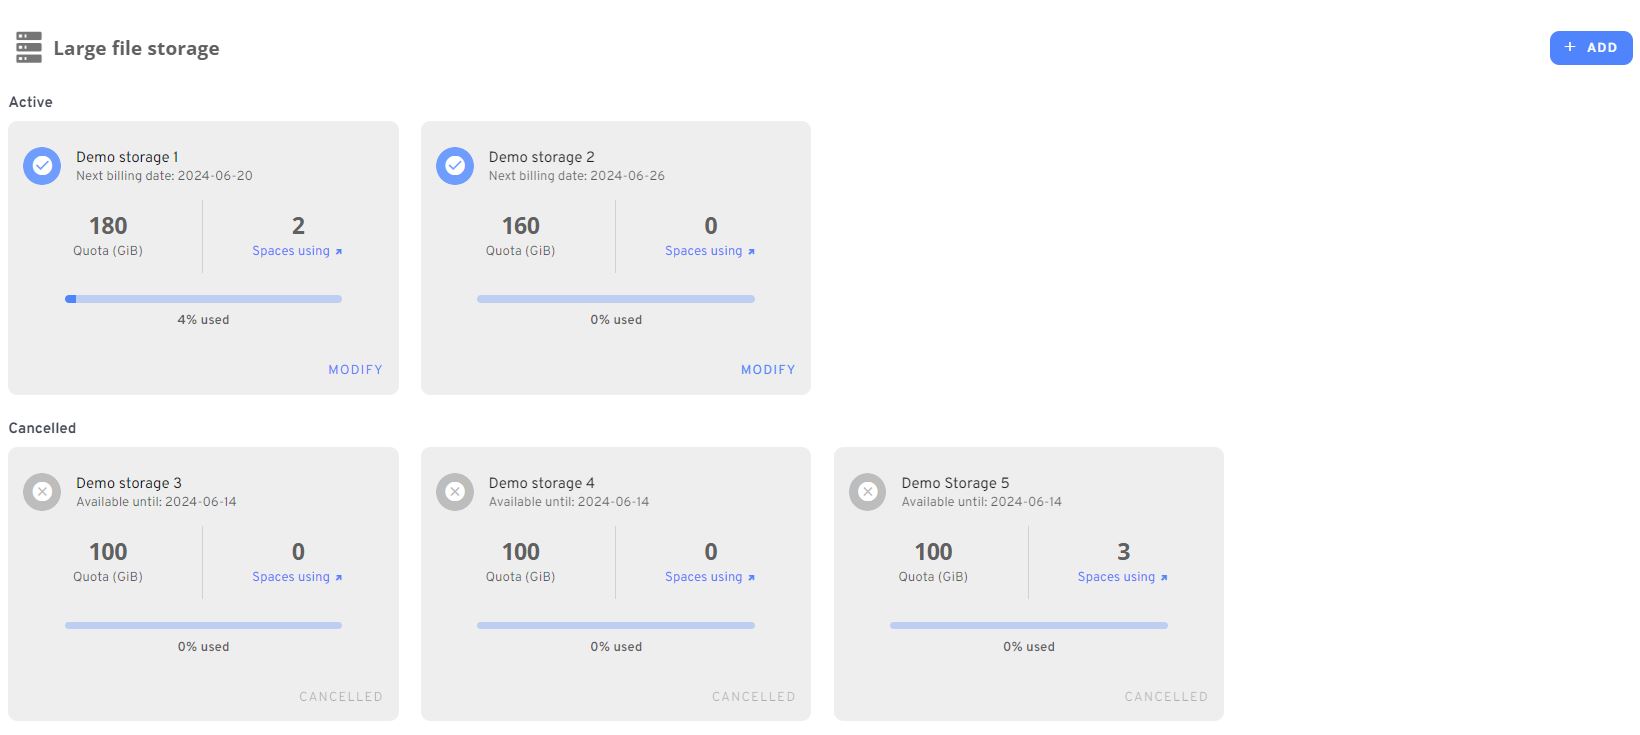 Large file storage
+ ADD
Active
Demo storage 1
Next billing date: 2024-06-20
180
Quota (GiB)
2
Spaces using
4% used
MODIFY
Demo storage 2
Next billing date: 2024-06-26
160
Quota (GiB)
0
Spaces using
0% used
MODIFY
Cancelled
Demo storage 3
Available until: 2024-06-14
100
Quota (GiB)
0
Spaces using
0% used
CANCELLED
Demo storage 4
Available until: 2024-06-14
100
Quota (GiB)
0
Spaces using
0% used
CANCELLED
Demo Storage 5
Available until: 2024-06-14
100
Quota (GiB)
3
Spaces using
0% used
CANCELLED